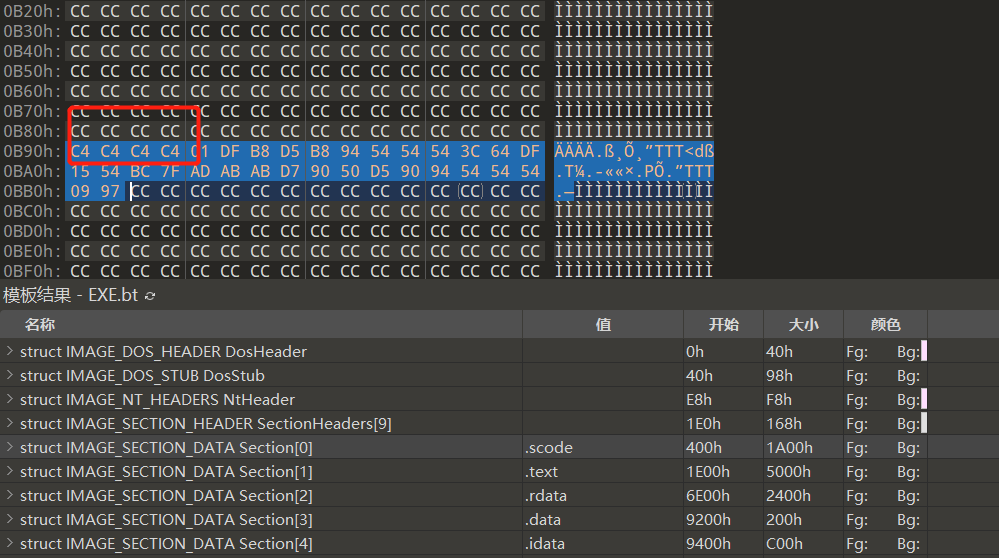 0B20h: CC CC CC CC CC CC CC CC CC CC CC CC CC CC CC CC ÌÌÌÌÌÌÌÌÌÌÌÌÌÌÌÌ
0B30h: CC CC CC CC CC CC CC CC CC CC CC CC CC CC CC CC ÌÌÌÌÌÌÌÌÌÌÌÌÌÌÌÌ
0B40h: CC CC CC CC CC CC CC CC CC CC CC CC CC CC CC CC ÌÌÌÌÌÌÌÌÌÌÌÌÌÌÌÌ
0B50h: CC CC CC CC CC CC CC CC CC CC CC CC CC CC CC CC ÌÌÌÌÌÌÌÌÌÌÌÌÌÌÌÌ
0B60h: CC CC CC CC CC CC CC CC CC CC CC CC CC CC CC CC ÌÌÌÌÌÌÌÌÌÌÌÌÌÌÌÌ
0B70h: CC CC CC CC CC CC CC CC CC CC CC CC CC CC CC CC ÌÌÌÌÌÌÌÌÌÌÌÌÌÌÌÌ
0B80h: CC CC CC CC CC CC CC CC CC CC CC CC CC CC CC CC ÌÌÌÌÌÌÌÌÌÌÌÌÌÌÌÌ
0B90h: C4 C4 C4 C4 01 DF B8 D5 B8 94 54 54 54 3C 64 DF ÄÄÄÄ.ß¸Õ¸”TTT<dß
0BA0h: 15 54 BC 7F AD AB AB D7 90 50 D5 90 94 54 54 54 .T¼.-««×.PÕ.”TTT
0BB0h: 09 97 CC CC CC CC CC CC CC CC CC CC CC CC CC CC .—ÌÌÌÌÌÌÌÌÌÌÌÌÌÌ
0BC0h: CC CC CC CC CC CC CC CC CC CC CC CC CC CC CC CC ÌÌÌÌÌÌÌÌÌÌÌÌÌÌÌÌ
0BD0h: CC CC CC CC CC CC CC CC CC CC CC CC CC CC CC CC ÌÌÌÌÌÌÌÌÌÌÌÌÌÌÌÌ
0BE0h: CC CC CC CC CC CC CC CC CC CC CC CC CC CC CC CC ÌÌÌÌÌÌÌÌÌÌÌÌÌÌÌÌ
0BF0h: CC CC CC CC CC CC CC CC CC CC CC CC CC CC CC CC ÌÌÌÌÌÌÌÌÌÌÌÌÌÌÌÌ
模板结果 - EXE.bt
名称 值 开始 大小 颜色
struct IMAGE_DOS_HEADER DosHeader 0h 40h Fg: Bg:
struct IMAGE_DOS_STUB DosStub 40h 98h Fg: Bg:
struct IMAGE_NT_HEADERS NtHeader E8h F8h Fg: Bg:
struct IMAGE_SECTION_HEADER SectionHeaders[9] 1E0h 168h Fg: Bg:
struct IMAGE_SECTION_DATA Section[0] .scode 400h 1A00h Fg: Bg:
struct IMAGE_SECTION_DATA Section[1] .text 1E00h 5000h Fg: Bg:
struct IMAGE_SECTION_DATA Section[2] .rdata 6E00h 2400h Fg: Bg:
struct IMAGE_SECTION_DATA Section[3] .data 9200h 200h Fg: Bg:
struct IMAGE_SECTION_DATA Section[4] .idata 9400h C00h Fg: Bg: